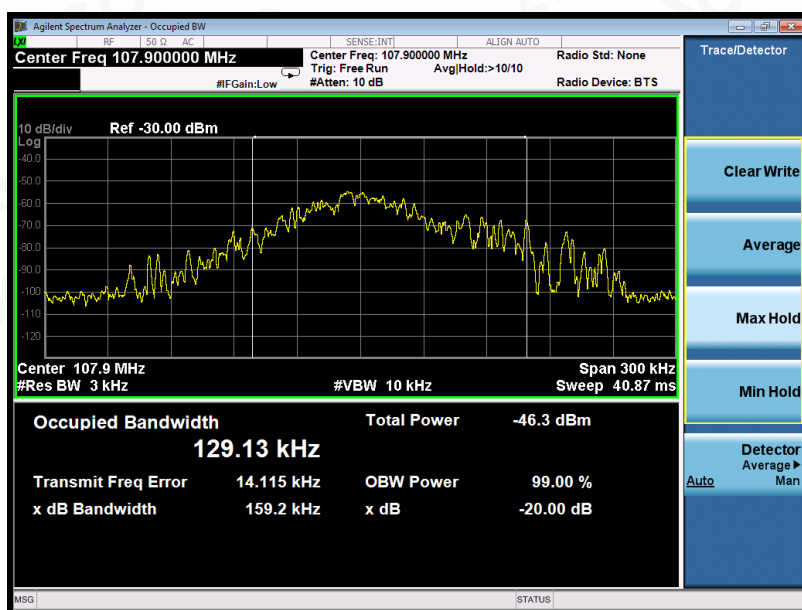 Agilent Spectrum Analyzer - Occupied BW
LXI RF 50 Ω AC SENSE:INT ALIGN AUTO
Center Freq 107.900000 MHz
Center Freq: 107.900000 MHz
Radio Std: None
Trig: Free Run Avg|Hold:>10/10
#IFGain:Low #Atten: 10 dB
Radio Device: BTS
10 dB/div Ref -30.00 dBm
Log
-40.0
-50.0
-60.0
-70.0
-80.0
-90.0
-100
-110
-120
Center 107.9 MHz Span 300 kHz
#Res BW 3 kHz #VBW 10 kHz Sweep 40.87 ms
Occupied Bandwidth Total Power -46.3 dBm
129.13 kHz
Transmit Freq Error 14.115 kHz OBW Power 99.00 %
x dB Bandwidth 159.2 kHz x dB -20.00 dB
MSG STATUS
Trace/Detector
Clear Write
Average
Max Hold
Min Hold
Detector
Average
Auto Man